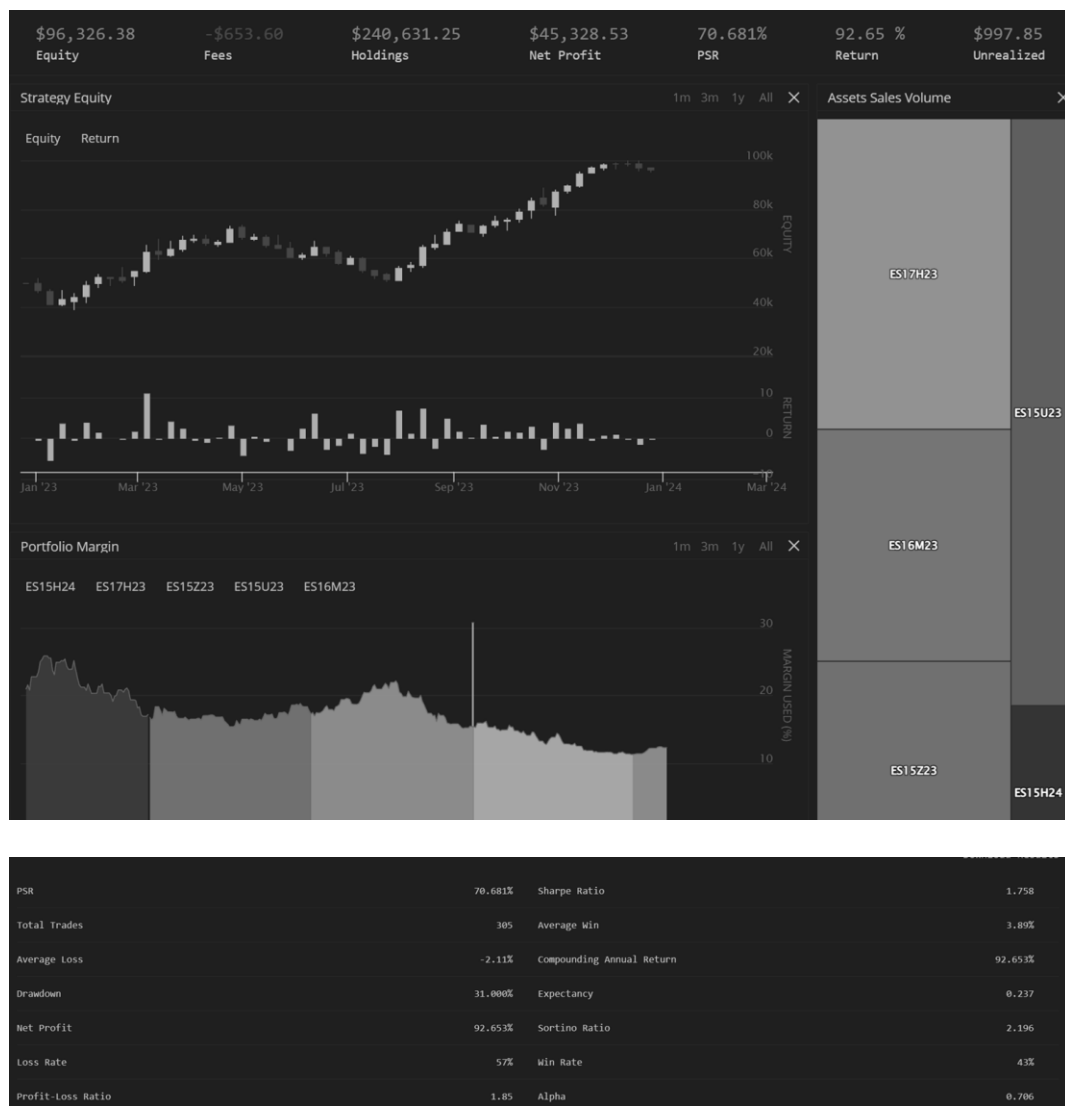 $96,326.38 -$653.60 $240,631.25 $45,328.53 70.681% 92.65 % $997.85
Equity Fees Holdings Net Profit PSR Return Unrealized
Strategy Equity 1m 3m 1y All X
Assets Sales Volume X
Equity Return
100k
80k
EQUITY
60k
40k
20k
10
RETURN
0
-10
Jan '23 Mar '23 May '23 Jul '23 Sep '23 Nov '23 Jan '24 Mar '24
ES17H23
ES15U23
ES16M23
ES15Z23
ES15H24
Portfolio Margin 1m 3m 1y All X
ES15H24 ES17H23 ES15Z23 ES15U23 ES16M23
30
MARGIN USED (%)
20
10
PSR 70.681% Sharpe Ratio 1.758
Total Trades 305 Average Win 3.89%
Average Loss -2.11% Compounding Annual Return 92.653%
Drawdown 31.000% Expectancy 0.237
Net Profit 92.653% Sortino Ratio 2.196
Loss Rate 57% Win Rate 43%
Profit-Loss Ratio 1.85 Alpha 0.706